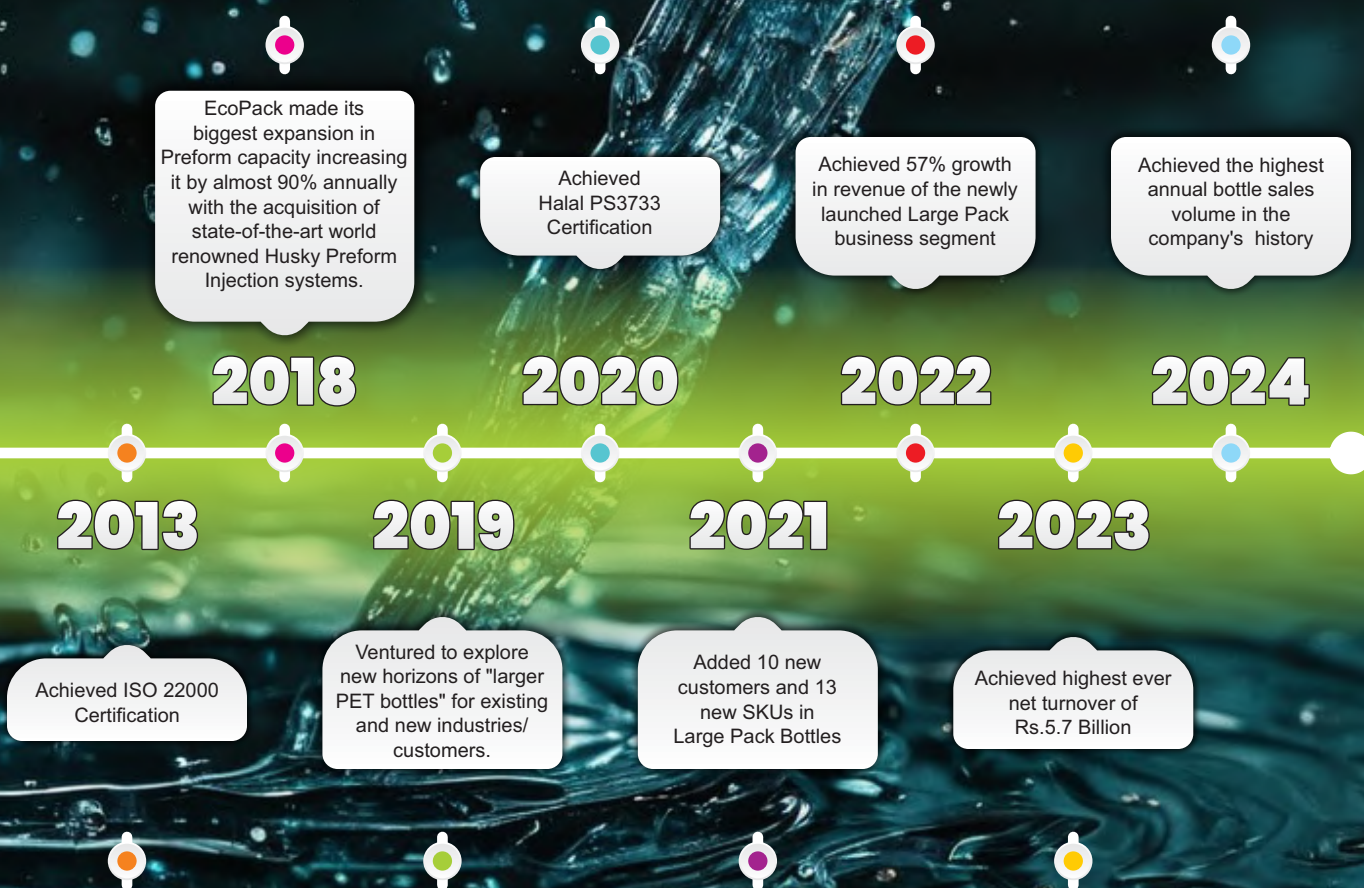 EcoPack made its
biggest expansion in
Preform capacity increasing
it by almost 90% annually
with the acquisition of
state-of-the-art world
renowned Husky Preform
Injection systems.
2018
Achieved
Halal PS3733
Certification
2020
Achieved 57% growth
in revenue of the newly
launched Large Pack
business segment
2022
Achieved the highest
annual bottle sales
volume in the
company's history
2024
2013
Achieved ISO 22000
Certification
2019
Ventured to explore
new horizons of "larger
PET bottles" for existing
and new industries/
customers.
2021
Added 10 new
customers and 13
new SKUs in
Large Pack Bottles
2023
Achieved highest ever
net turnover of
Rs.5.7 Billion